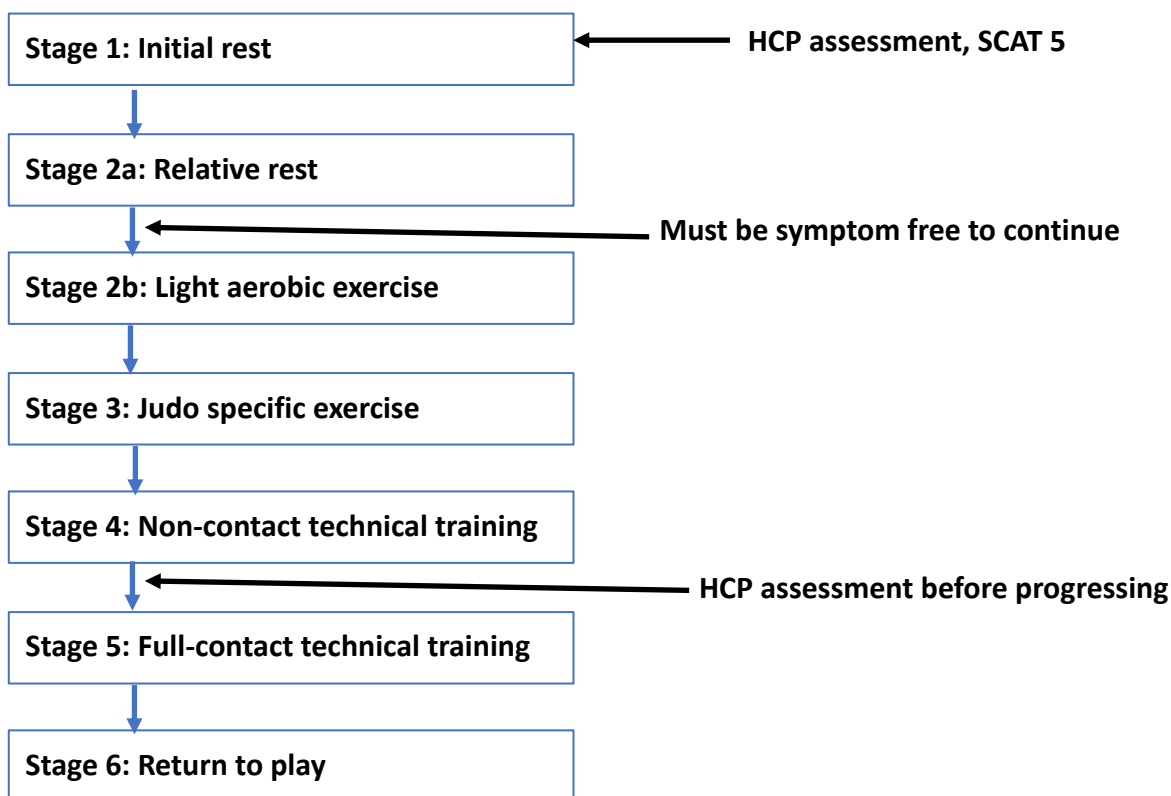 Stage 1: Initial rest
HCP assessment, SCAT 5
Stage 2a: Relative rest
Must be symptom free to continue
Stage 2b: Light aerobic exercise
Stage 3: Judo specific exercise
Stage 4: Non-contact technical training
HCP assessment before progressing
Stage 5: Full-contact technical training
Stage 6: Return to play